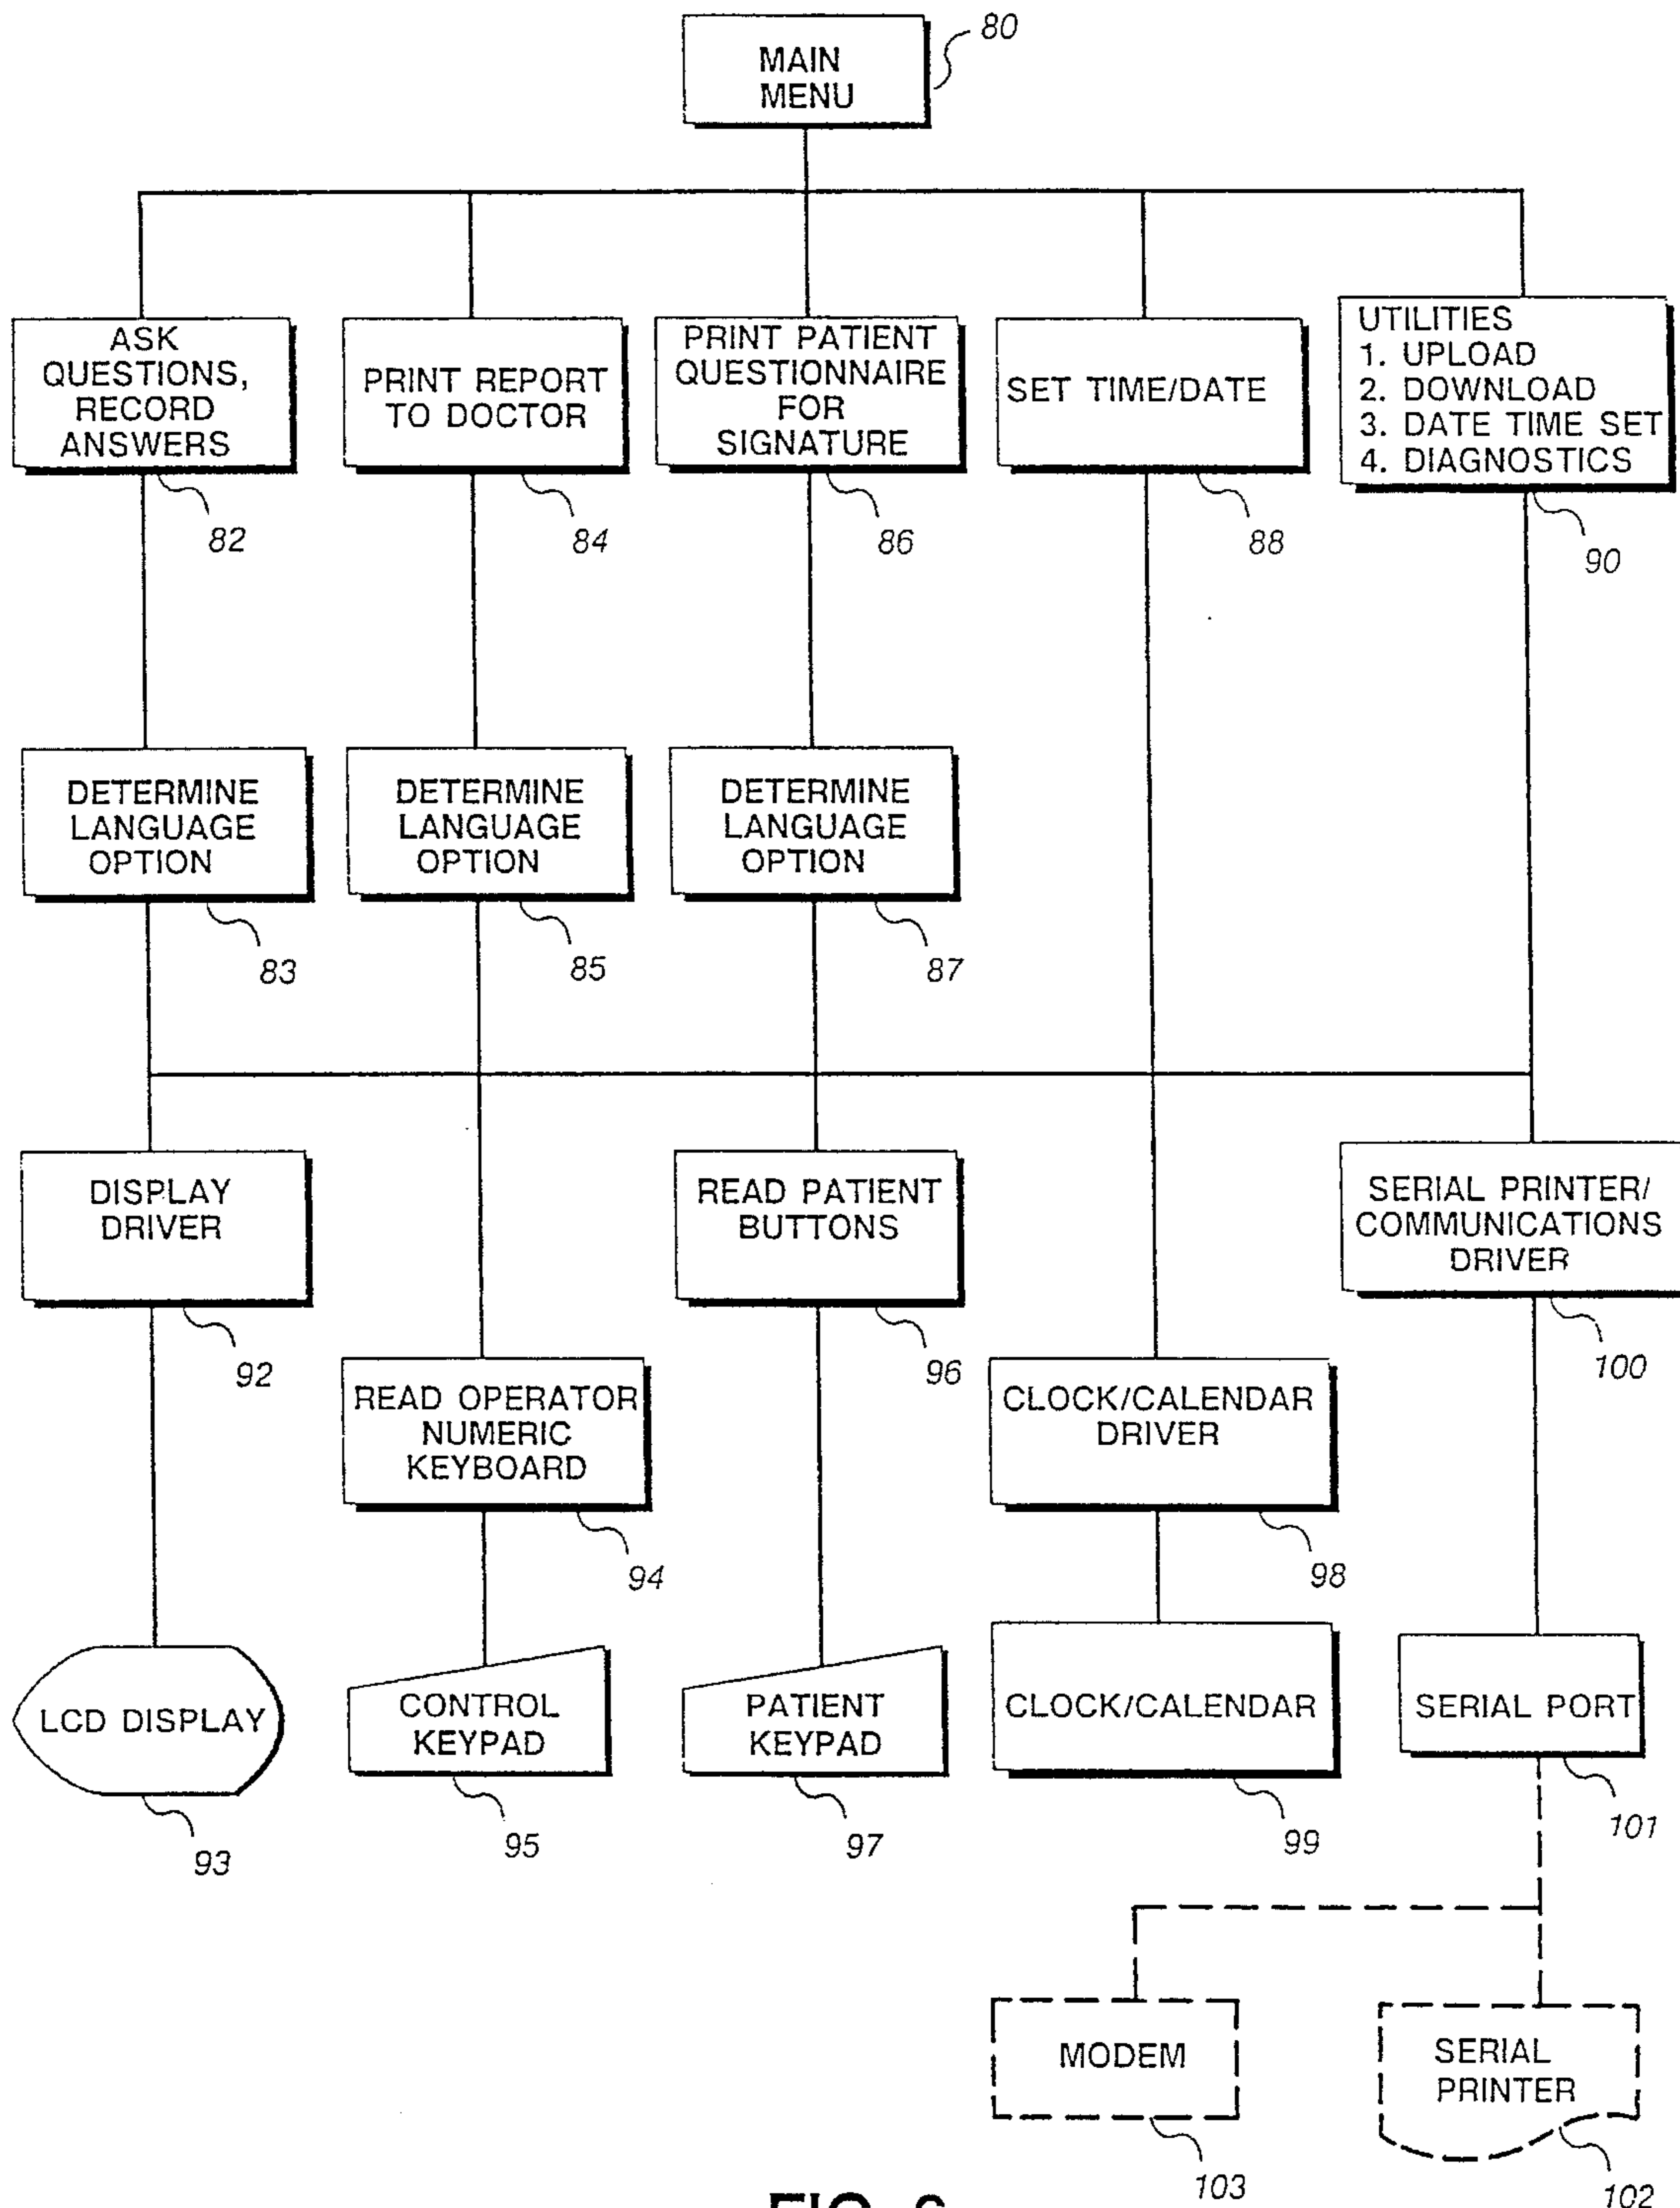 MAIN
MENU
80
ASK
QUESTIONS,
RECORD
ANSWERS
82
PRINT REPORT
TO DOCTOR
84
PRINT PATIENT
QUESTIONNAIRE
FOR
SIGNATURE
86
SET TIME/DATE
88
UTILITIES
1. UPLOAD
2. DOWNLOAD
3. DATE TIME SET
4. DIAGNOSTICS
90
DETERMINE
LANGUAGE
OPTION
83
DETERMINE
LANGUAGE
OPTION
85
DETERMINE
LANGUAGE
OPTION
87
DISPLAY
DRIVER
92
READ PATIENT
BUTTONS
96
SERIAL PRINTER/
COMMUNICATIONS
DRIVER
100
READ OPERATOR
NUMERIC
KEYBOARD
94
CLOCK/CALENDAR
DRIVER
98
LCD DISPLAY
93
CONTROL
KEYPAD
95
PATIENT
KEYPAD
97
CLOCK/CALENDAR
99
SERIAL PORT
101
MODEM
103
SERIAL
PRINTER
102
FIG. 6